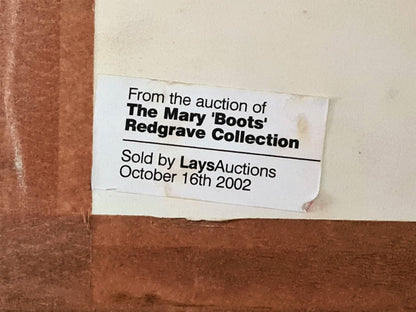 From the auction of
The Mary 'Boots'
Redgrave Collection
Sold by LaysAuctions
October 16th 2002